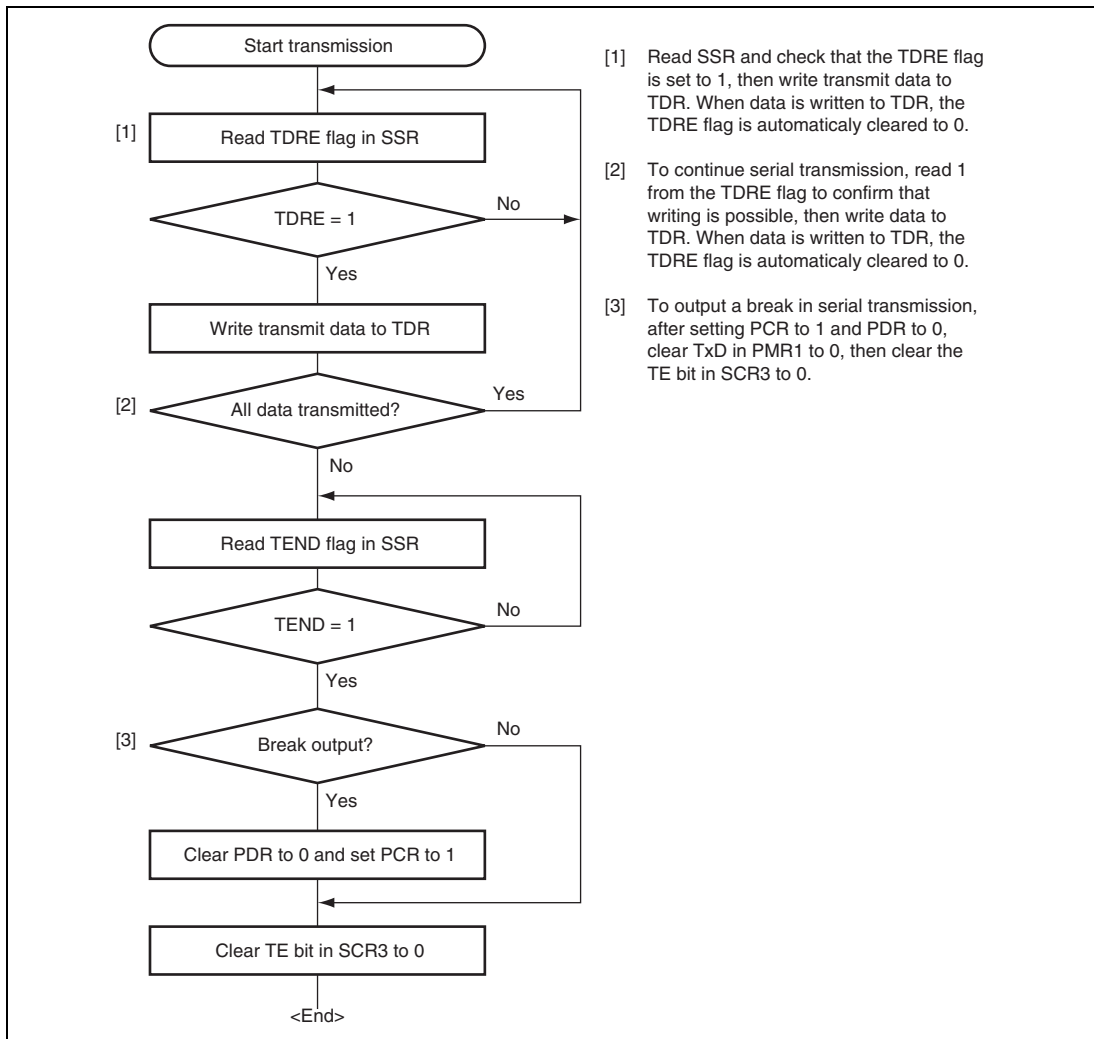 Start transmission
[1]
Read TDRE flag in SSR
TDRE = 1
No
Yes
Write transmit data to TDR
[2]
All data transmitted?
Yes
No
Read TEND flag in SSR
TEND = 1
No
Yes
[3]
Break output?
No
Yes
Clear PDR to 0 and set PCR to 1
Clear TE bit in SCR3 to 0
<End>
[1] Read SSR and check that the TDRE flag
is set to 1, then write transmit data to
TDR. When data is written to TDR, the
TDRE flag is automaticaly cleared to 0.
[2] To continue serial transmission, read 1
from the TDRE flag to confirm that
writing is possible, then write data to
TDR. When data is written to TDR, the
TDRE flag is automaticaly cleared to 0.
[3] To output a break in serial transmission,
after setting PCR to 1 and PDR to 0,
clear TxD in PMR1 to 0, then clear the
TE bit in SCR3 to 0.